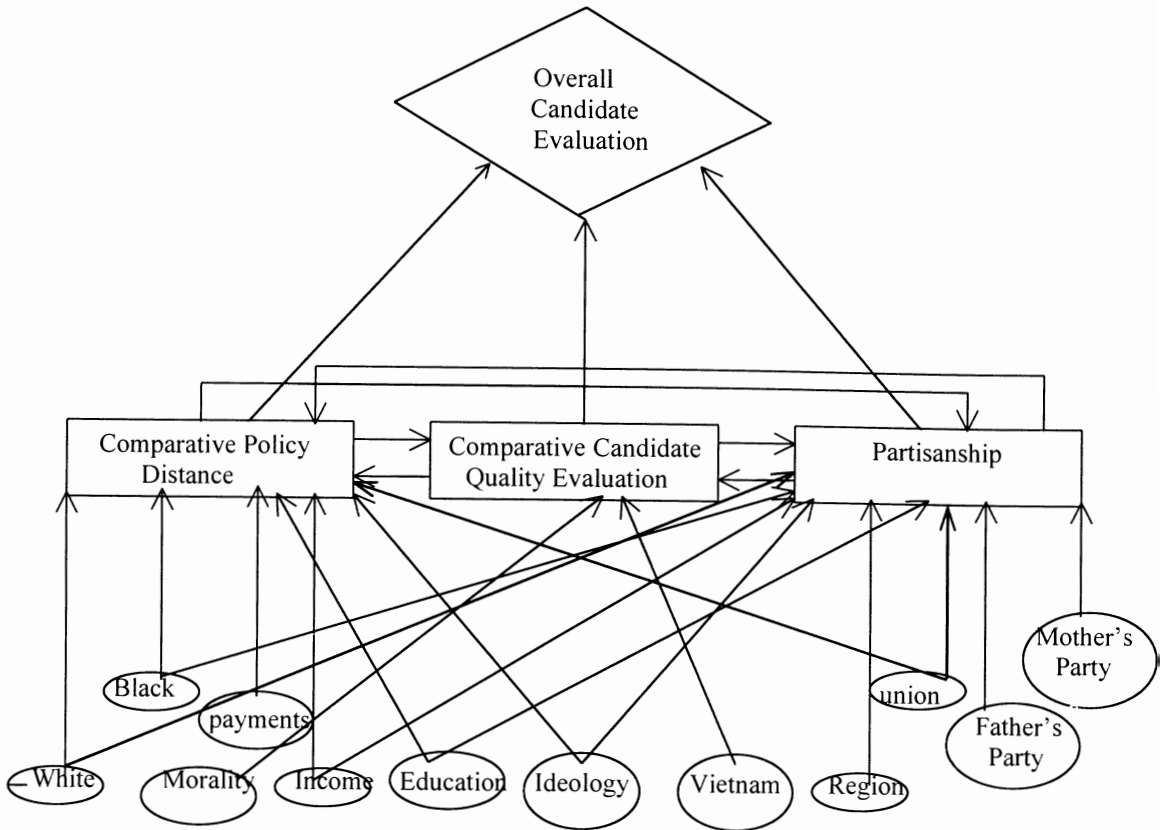 Overall
Candidate
Evaluation
Comparative Policy
Distance
Comparative Candidate
Quality Evaluation
Partisanship
Black
payments
union
Mother's
Party
Father's
Party
White
Morality
Income
Education
Ideology
Vietnam
Region